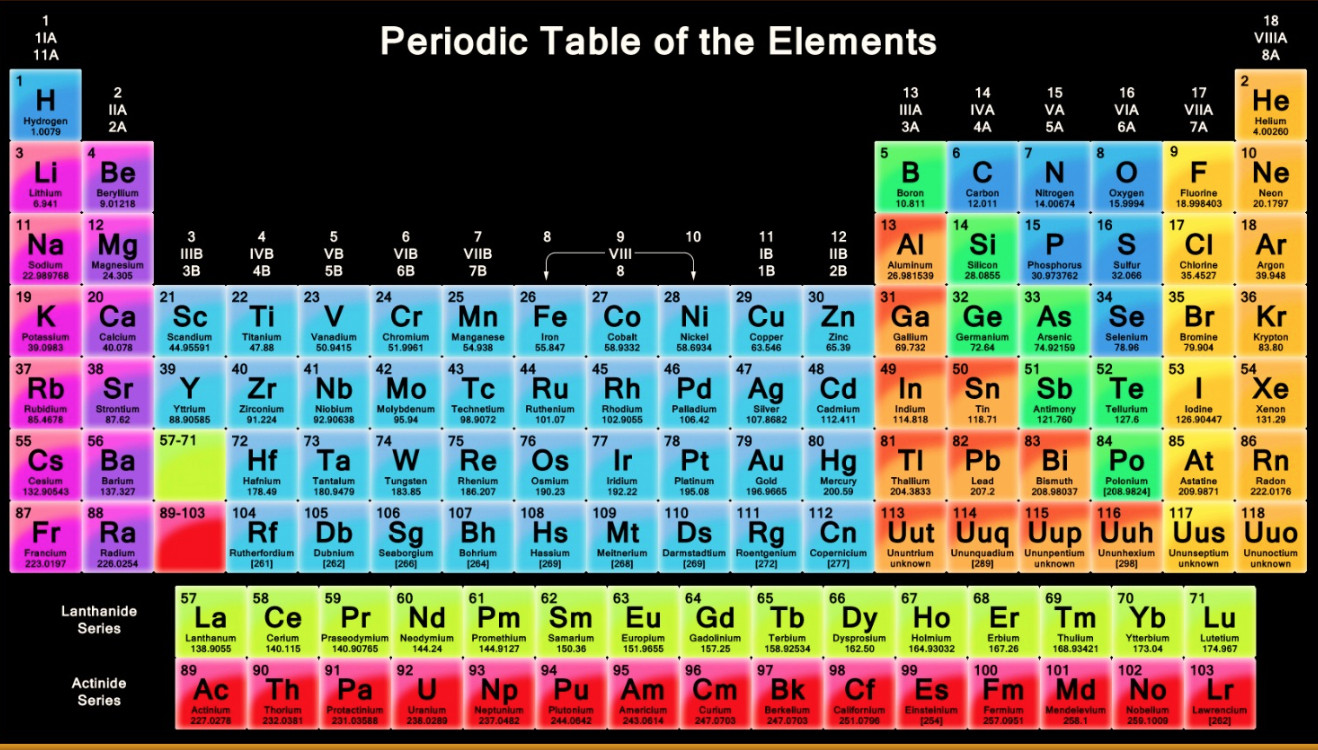 Periodic Table of the Elements
1
1IA
11A
18
VIIIA
8A
1
H
Hydrogen
1.0079
2
IIA
2A
13
IIIA
3A
14
IVA
4A
15
VA
5A
16
VIA
6A
17
VIIA
7A
2
He
Helium
4.00260
3
Li
Lithium
6.941
4
Be
Beryllium
9.01218
5
B
Boron
10.811
6
C
Carbon
12.011
7
N
Nitrogen
14.00674
8
O
Oxygen
15.9994
9
F
Fluorine
18.998403
10
Ne
Neon
20.1797
11
Na
Sodium
22.989768
12
Mg
Magnesium
24.305
3
IIIB
3B
4
IVB
4B
5
VB
5B
6
VIB
6B
7
VIIB
7B
8
9
10
VIII
8
11
IB
1B
12
IIB
2B
13
Al
Aluminum
26.981539
14
Si
Silicon
28.0855
15
P
Phosphorus
30.973762
16
S
Sulfur
32.066
17
Cl
Chlorine
35.4527
18
Ar
Argon
39.948
19
K
Potassium
39.0983
20
Ca
Calcium
40.078
21
Sc
Scandium
44.95591
22
Ti
Titanium
47.88
23
V
Vanadium
50.9415
24
Cr
Chromium
51.9961
25
Mn
Manganese
54.938
26
Fe
Iron
55.847
27
Co
Cobalt
58.9332
28
Ni
Nickel
58.6934
29
Cu
Copper
63.546
30
Zn
Zinc
65.39
31
Ga
Gallium
69.732
32
Ge
Germanium
72.64
33
As
Arsenic
74.92159
34
Se
Selenium
78.96
35
Br
Bromine
79.904
36
Kr
Krypton
83.80
37
Rb
Rubidium
85.4678
38
Sr
Strontium
87.62
39
Y
Yttrium
88.90585
40
Zr
Zirconium
91.224
41
Nb
Niobium
92.90638
42
Mo
Molybdenum
95.94
43
Tc
Technetium
98.9072
44
Ru
Ruthenium
101.07
45
Rh
Rhodium
102.9055
46
Pd
Palladium
106.42
47
Ag
Silver
107.8682
48
Cd
Cadmium
112.411
49
In
Indium
114.818
50
Sn
Tin
118.71
51
Sb
Antimony
121.760
52
Te
Tellurium
127.6
53
I
Iodine
126.90447
54
Xe
Xenon
131.29
55
Cs
Cesium
132.90543
56
Ba
Barium
137.327
57-71
72
Hf
Hafnium
178.49
73
Ta
Tantalum
180.9479
74
W
Tungsten
183.85
75
Re
Rhenium
186.207
76
Os
Osmium
190.23
77
Ir
Iridium
192.22
78
Pt
Platinum
195.08
79
Au
Gold
196.9665
80
Hg
Mercury
200.59
81
Tl
Thallium
204.3833
82
Pb
Lead
207.2
83
Bi
Bismuth
208.98037
84
Po
Polonium
[208.9824]
85
At
Astatine
209.9871
86
Rn
Radon
222.0176
87
Fr
Francium
223.0197
88
Ra
Radium
226.0254
89-103
104
Rf
Rutherfordium
[261]
105
Db
Dubnium
[262]
106
Sg
Seaborgium
[266]
107
Bh
Bohrium
[264]
108
Hs
Hassium
[269]
109
Mt
Meitnerium
[268]
110
Ds
Darmstadtium
[269]
111
Rg
Roentgenium
[272]
112
Cn
Copernicium
[277]
113
Uut
Ununtrium
unknown
114
Uuq
Ununquadium
[289]
115
Uup
Ununpentium
unknown
116
Uuh
Ununhexium
[298]
117
Uus
Ununseptium
unknown
118
Uuo
Ununoctium
unknown
Lanthanide
Series
57
La
Lanthanum
138.9055
58
Ce
Cerium
140.115
59
Pr
Praseodymium
140.90765
60
Nd
Neodymium
144.24
61
Pm
Promethium
144.9127
62
Sm
Samarium
150.36
63
Eu
Europium
151.9655
64
Gd
Gadolinium
157.25
65
Tb
Terbium
158.92534
66
Dy
Dysprosium
162.50
67
Ho
Holmium
164.93032
68
Er
Erbium
167.26
69
Tm
Thulium
168.93421
70
Yb
Ytterbium
173.04
71
Lu
Lutetium
174.967
Actinide
Series
89
Ac
Actinium
227.0278
90
Th
Thorium
232.0381
91
Pa
Protactinium
231.03588
92
U
Uranium
238.0289
93
Np
Neptunium
237.0482
94
Pu
Plutonium
244.0642
95
Am
Americium
243.0614
96
Cm
Curium
247.0703
97
Bk
Berkelium
247.0703
98
Cf
Californium
251.0796
99
Es
Einsteinium
[254]
100
Fm
Fermium
257.0951
101
Md
Mendelevium
258.1
102
No
Nobelium
259.1009
103
Lr
Lawrencium
[262]